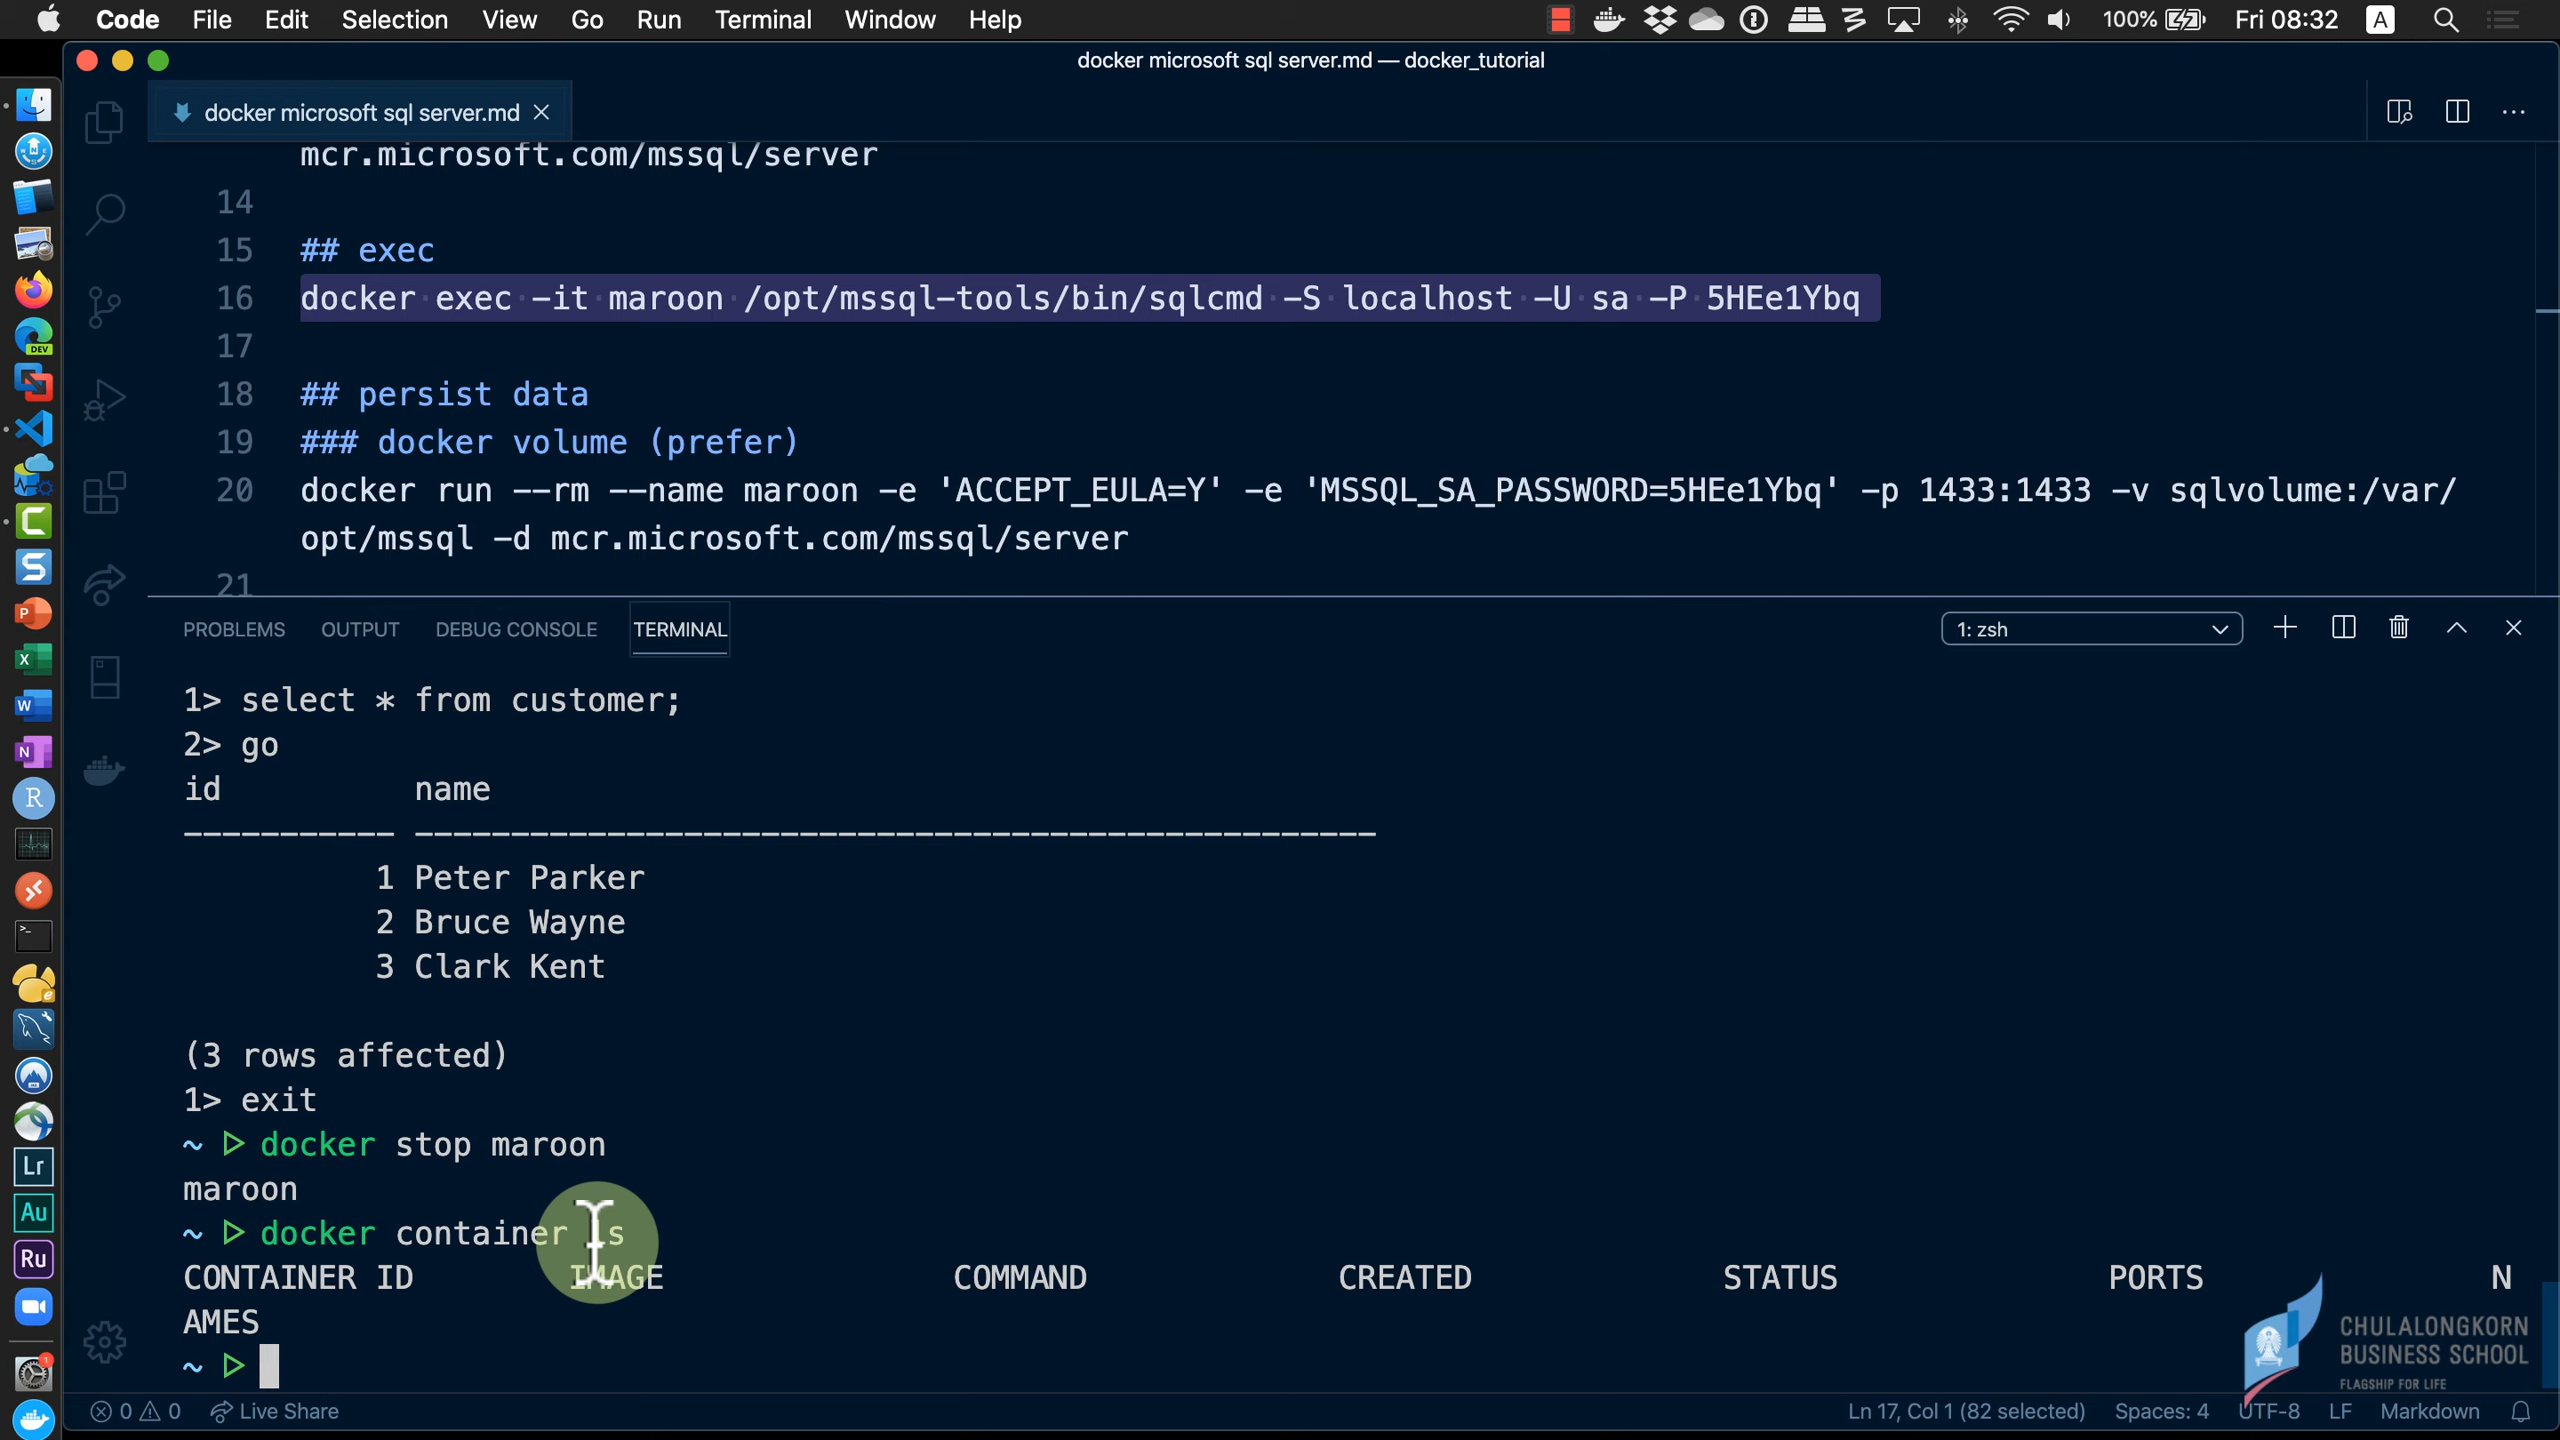 Code File Edit Selection View Go Run Terminal Window Help 100% Fri 08:32 A
docker microsoft sql server.md — docker_tutorial
docker microsoft sql server.md
mcr.microsoft.com/mssql/server
14
15 ## exec
16 docker exec -it maroon /opt/mssql-tools/bin/sqlcmd -S localhost -U sa -P 5HEe1Ybq
17
18 ## persist data
19 ### docker volume (prefer)
20 docker run --rm --name maroon -e 'ACCEPT_EULA=Y' -e 'MSSQL_SA_PASSWORD=5HEe1Ybq' -p 1433:1433 -v sqlvolume:/var/
opt/mssql -d mcr.microsoft.com/mssql/server
21
PROBLEMS OUTPUT DEBUG CONSOLE TERMINAL 1: zsh
1> select * from customer;
2> go
id name
----------- --------------------------------------------------
1 Peter Parker
2 Bruce Wayne
3 Clark Kent
(3 rows affected)
1> exit
~ ▷ docker stop maroon
maroon
~ ▷ docker container ls
CONTAINER ID IMAGE COMMAND CREATED STATUS PORTS N
AMES
~ ▷
CHULALONGKORN
BUSINESS SCHOOL
FLAGSHIP FOR LIFE
0 0 Live Share Ln 17, Col 1 (82 selected) Spaces: 4 UTF-8 LF Markdown
DEV
C
S
P
X
W
N
R
Lr
Au
Ru
1